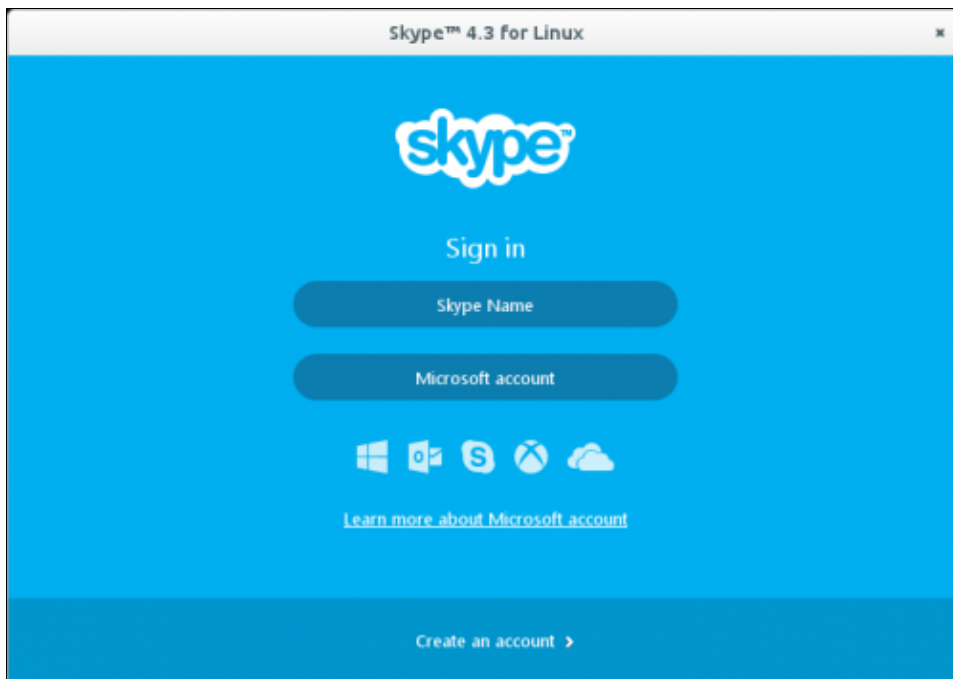 Skype™ 4.3 for Linux
skype™
Sign in
Skype Name
Microsoft account
Learn more about Microsoft account
Create an account